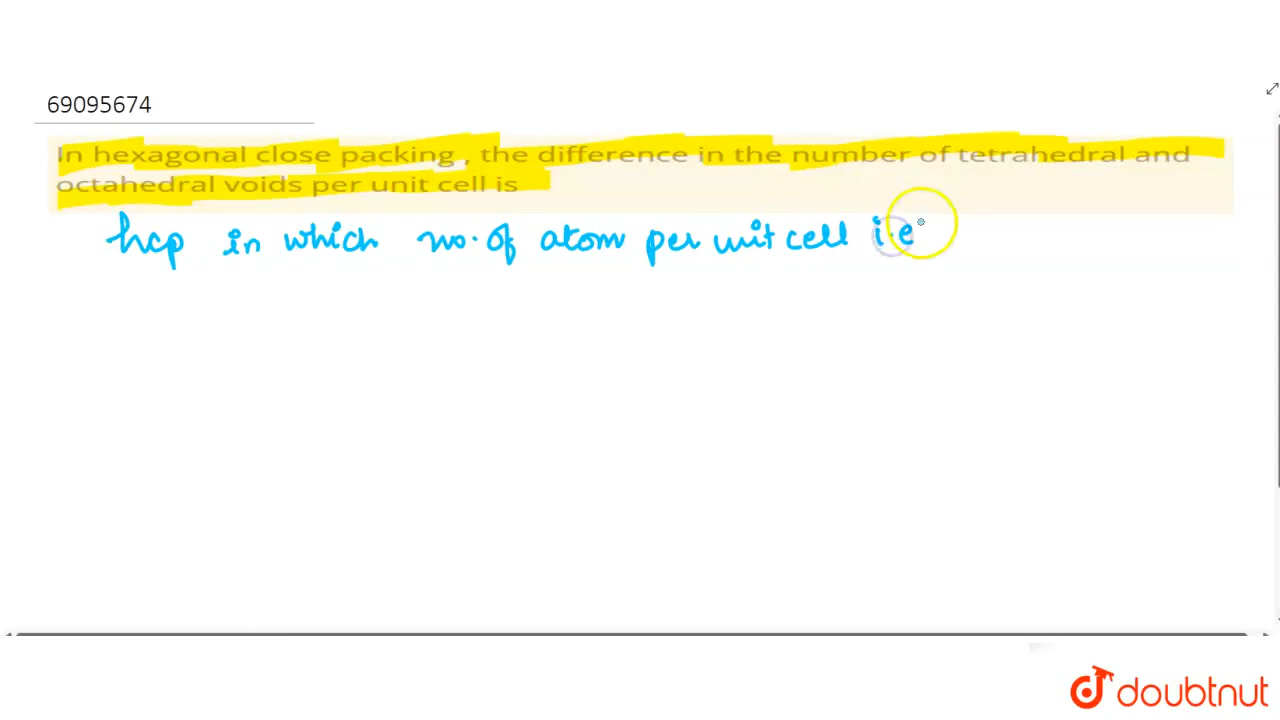 69095674
In hexagonal close packing , the difference in the number of tetrahedral and
octahedral voids per unit cell is
hcp in which no. of atom per unit cell i.e
doubtnut